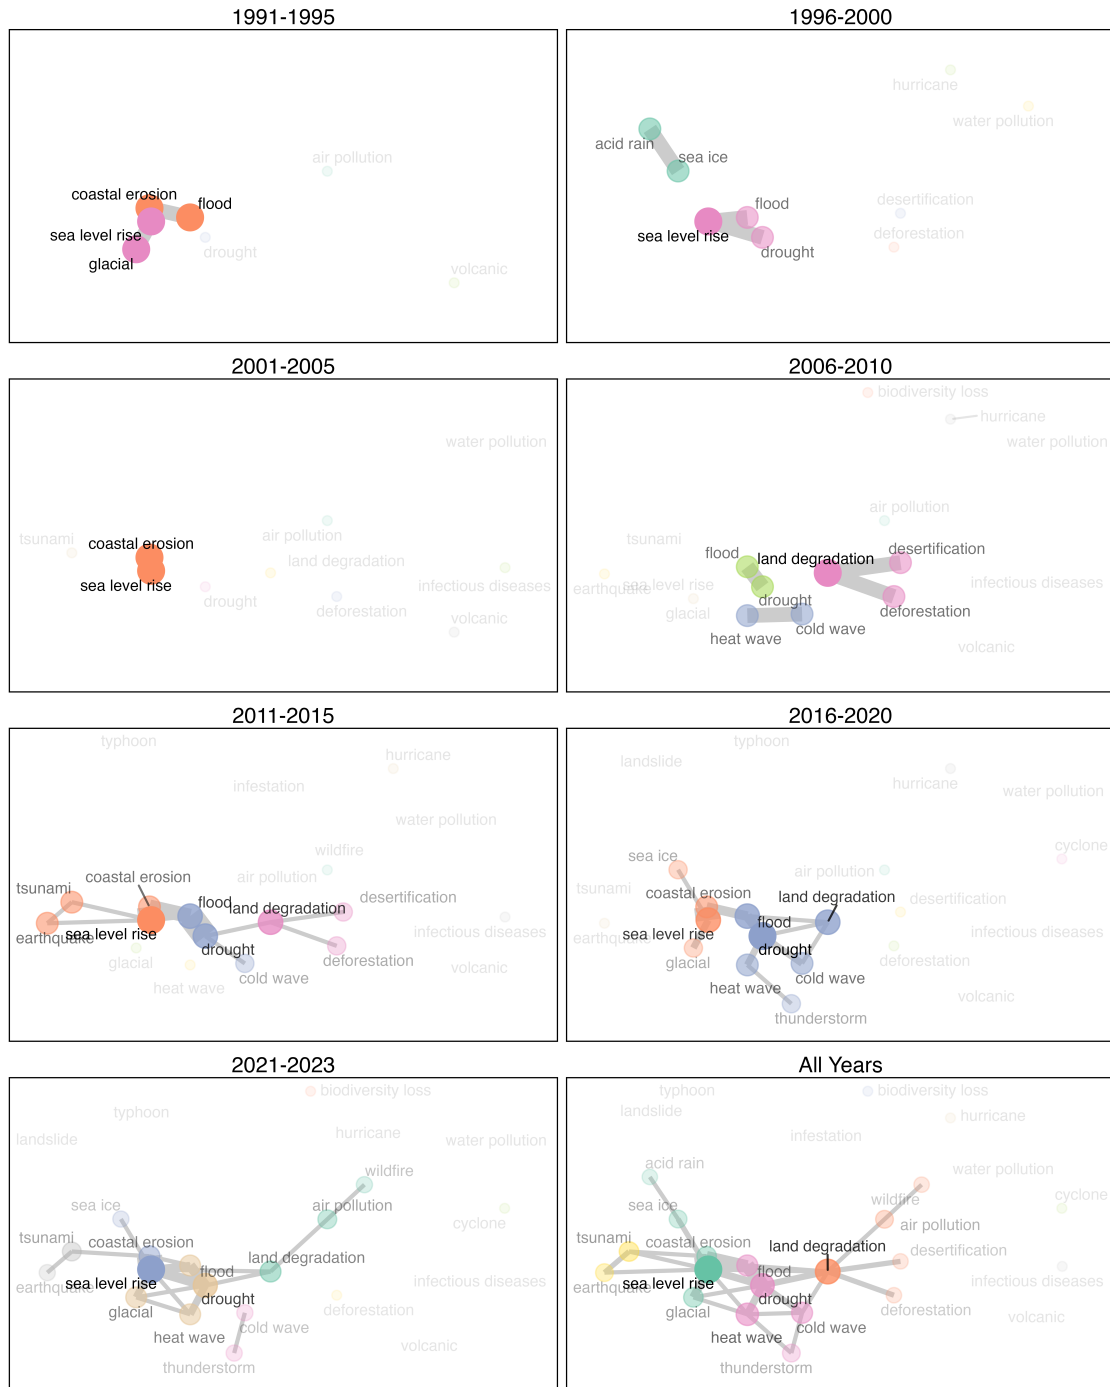 1991-1995
air pollution
coastal erosion
flood
sea level rise
drought
glacial
volcanic
1996-2000
hurricane
water pollution
acid rain
sea ice
desertification
flood
deforestation
sea level rise
drought
2001-2005
water pollution
tsunami
air pollution
coastal erosion
land degradation
sea level rise
infectious diseases
drought
deforestation
volcanic
2006-2010
biodiversity loss
hurricane
water pollution
air pollution
tsunami
desertification
flood
land degradation
infectious diseases
sea level rise
earthquake
drought
deforestation
glacial
cold wave
heat wave
volcanic
2011-2015
typhoon
hurricane
infestation
water pollution
wildfire
coastal erosion
air pollution
tsunami
desertification
flood
land degradation
infectious diseases
sea level rise
earthquake
drought
deforestation
glacial
volcanic
cold wave
heat wave
2016-2020
typhoon
landslide
hurricane
water pollution
cyclone
sea ice
air pollution
tsunami
coastal erosion
land degradation
desertification
flood
earthquake
sea level rise
infectious diseases
drought
deforestation
glacial
cold wave
heat wave
volcanic
thunderstorm
2021-2023
biodiversity loss
typhoon
hurricane
landslide
water pollution
wildfire
sea ice
air pollution
cyclone
tsunami
coastal erosion
land degradation
flood
earthquake
sea level rise
infectious diseases
drought
glacial
deforestation
cold wave
heat wave
volcanic
thunderstorm
All Years
typhoon
biodiversity loss
landslide
hurricane
infestation
acid rain
water pollution
wildfire
cyclone
sea ice
air pollution
tsunami
coastal erosion
land degradation
desertification
flood
earthquake
sea level rise
infectious diseases
drought
glacial
deforestation
cold wave
volcanic
heat wave
thunderstorm